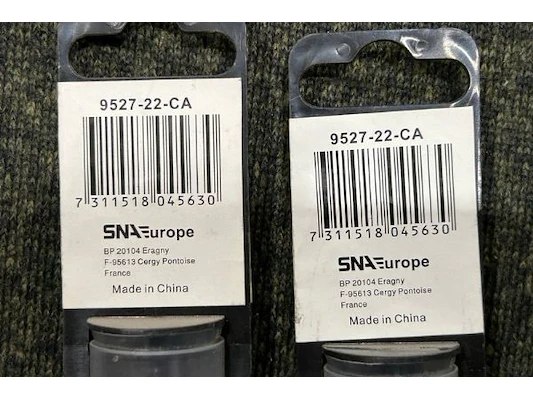 9527-22-CA
7 311518 045630
SNA Europe
BP 20104 Eragny
F-95613 Cergy Pontoise
France
Made in China
9527-22-CA
7 311518 045630
SNA Europe
BP 20104 Eragny
F-95613 Cergy Pontoise
France
Made in China